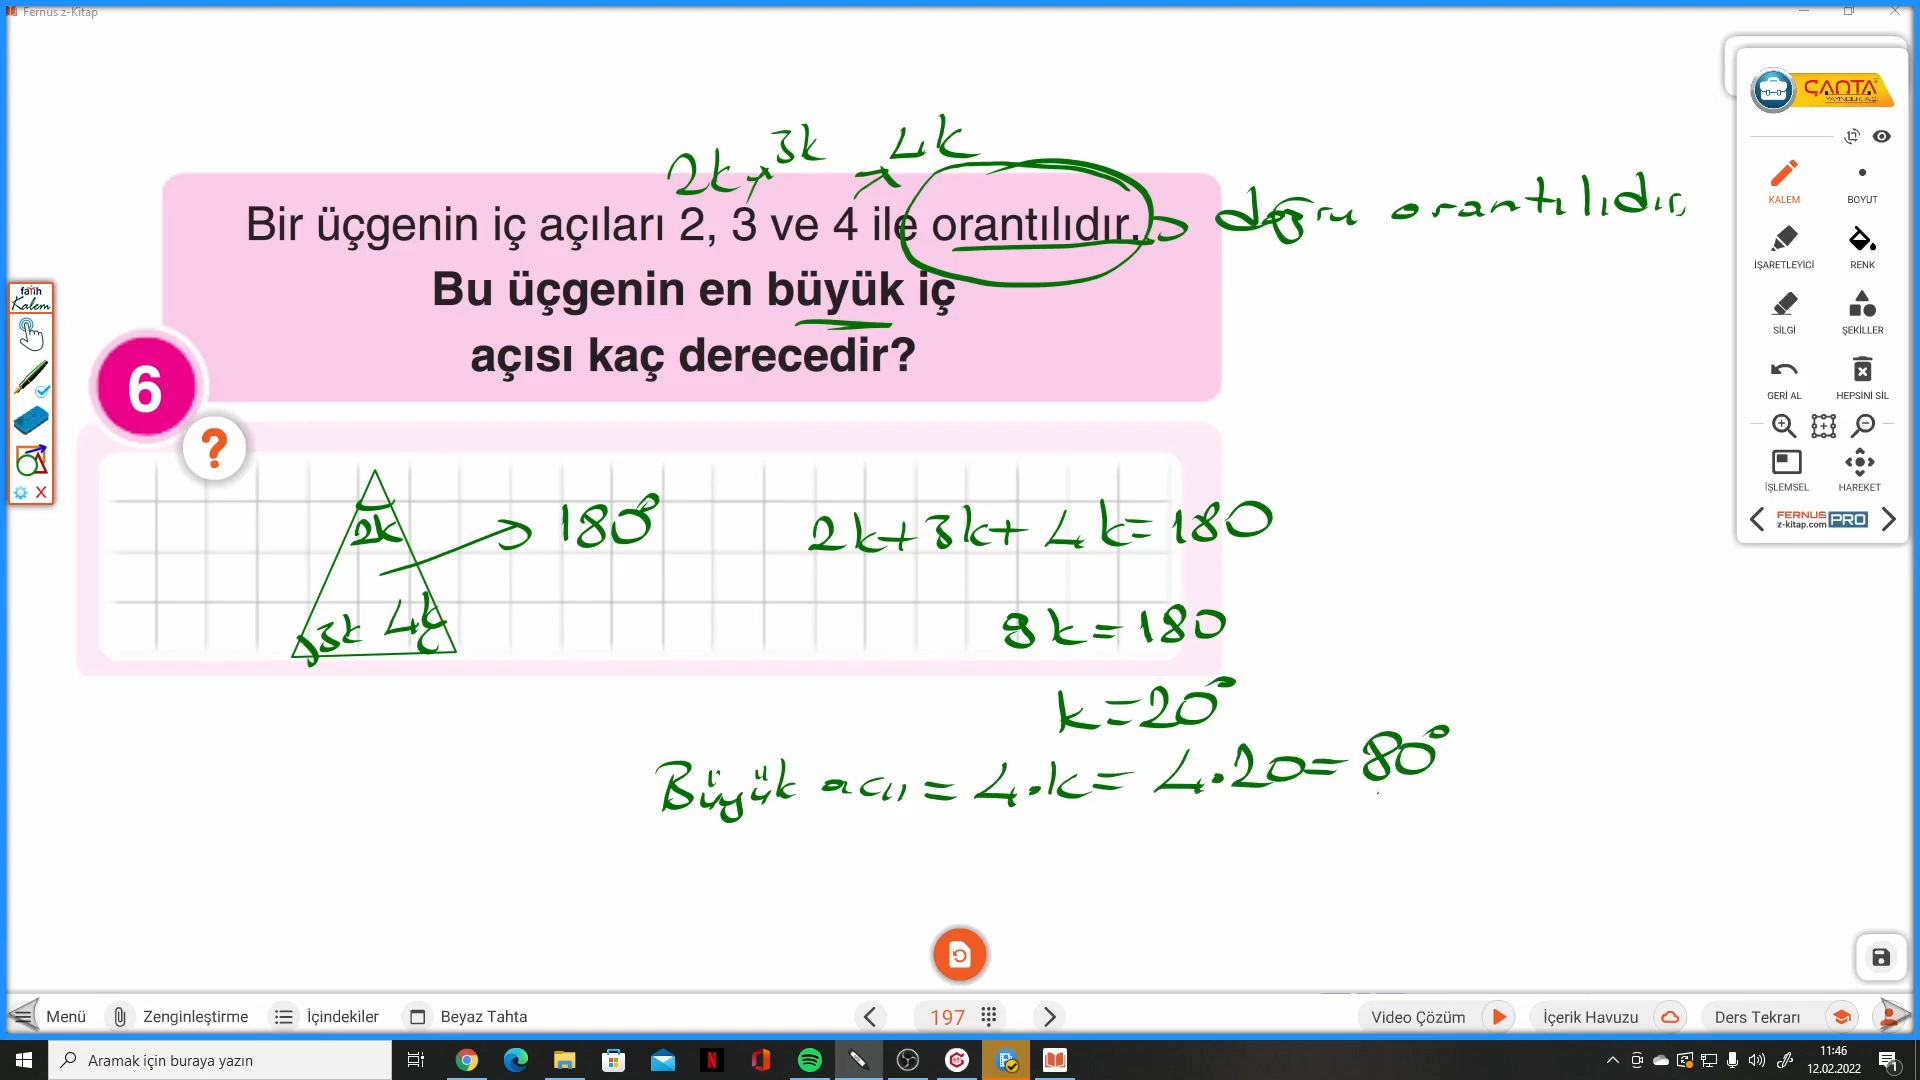 Fernus z-Kitap
ÇANTA
YAYINCILIK A.Ş.
KALEM
BOYUT
İŞARETLEYİCİ
RENK
SİLGİ
ŞEKİLLER
GERİ AL
HEPSİNİ SİL
İŞLEMSEL
HAREKET
FERNUS PRO
z-kitap.com
fatih
Kalem
2k 3k 4k
Bir üçgenin iç açıları 2, 3 ve 4 ile orantılıdır.
doğru orantılıdır.
Bu üçgenin en büyük iç
açısı kaç derecedir?
6
?
2k
3k 4k
180°
2k+3k+4k=180
9k=180
k=20°
Büyük açı = 4.k = 4.20 = 80°
Menü
Zenginleştirme
İçindekiler
Beyaz Tahta
197
Video Çözüm
İçerik Havuzu
Ders Tekrarı
Aramak için buraya yazın
11:46
12.02.2022
1